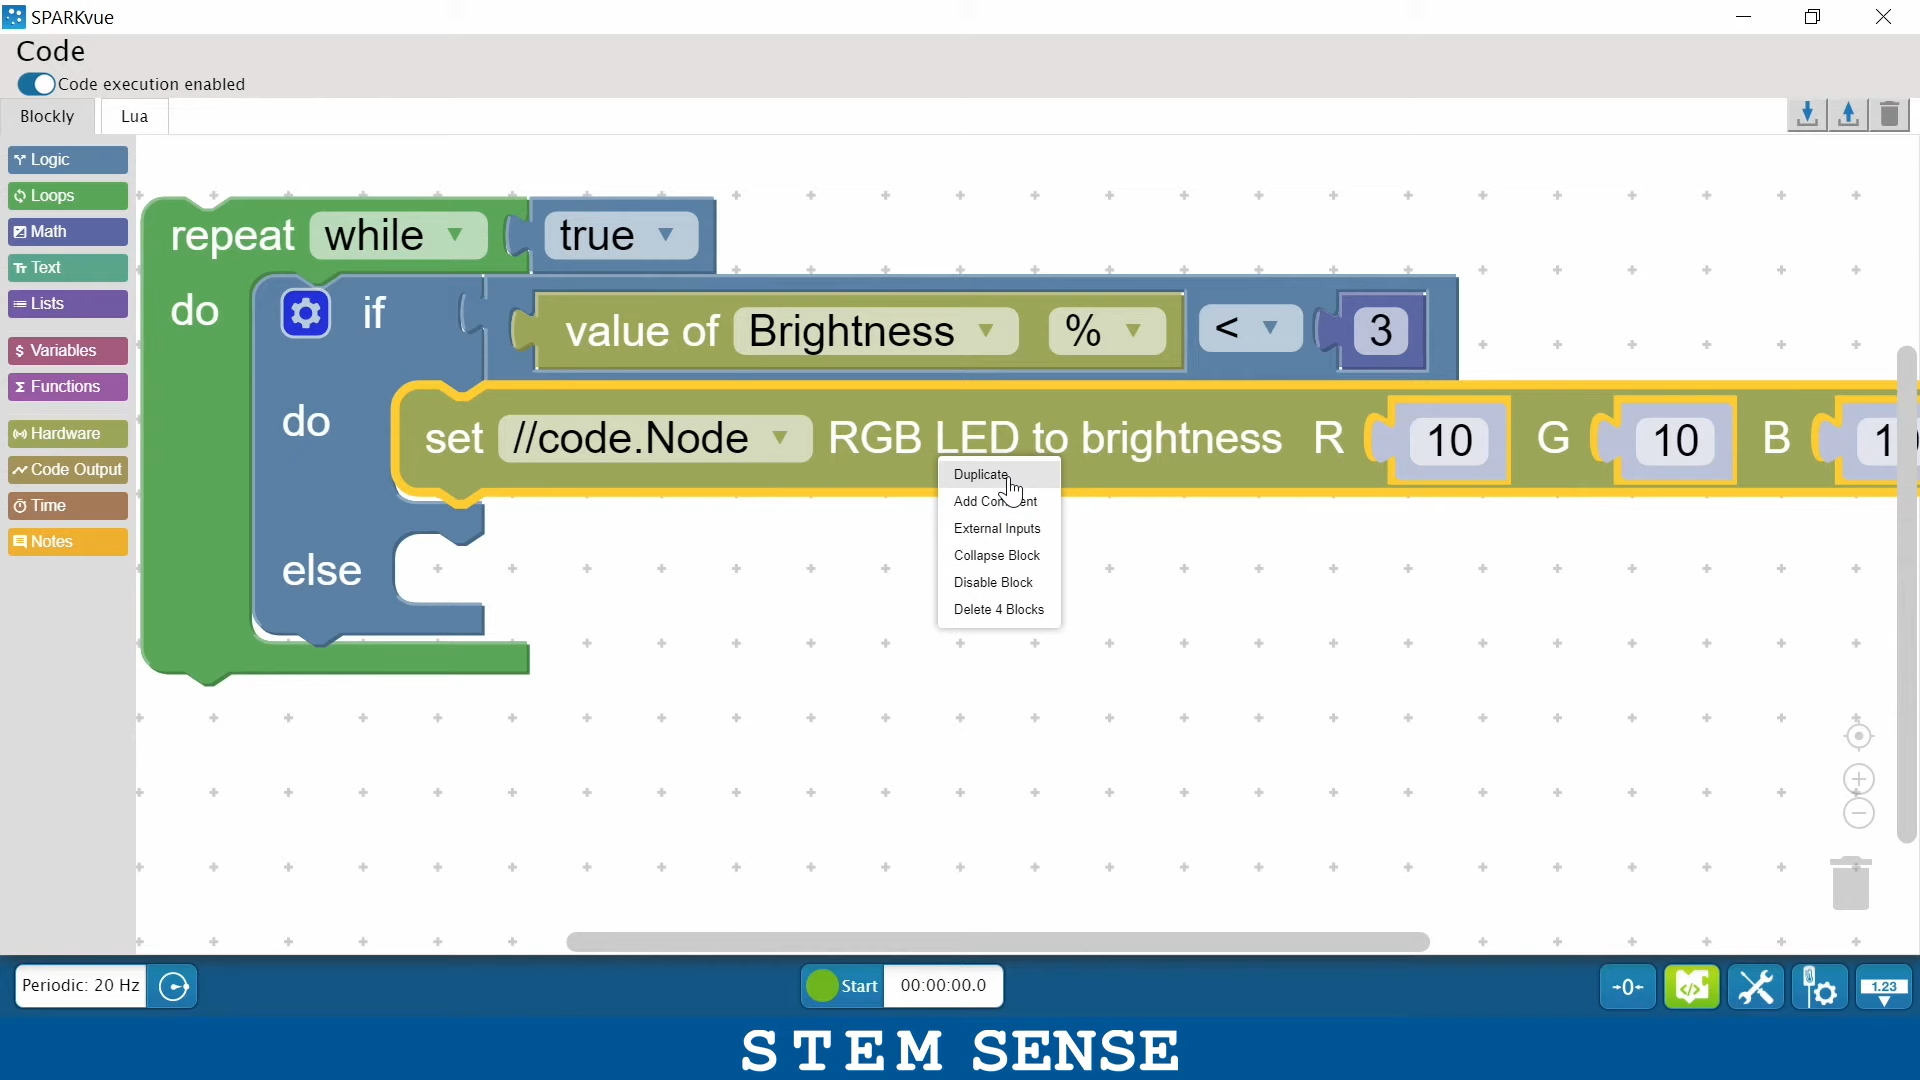 SPARKvue
Code
Code execution enabled
Blockly
Lua
Logic
Loops
Math
Text
Lists
Variables
Functions
Hardware
Code Output
Time
Notes
repeat while true
do if value of Brightness % < 3
do set //code.Node RGB LED to brightness R 10 G 10 B
else
Duplicate
Add Comment
External Inputs
Collapse Block
Disable Block
Delete 4 Blocks
Periodic: 20 Hz
Start 00:00:00.0
→0←
1.23
STEM SENSE